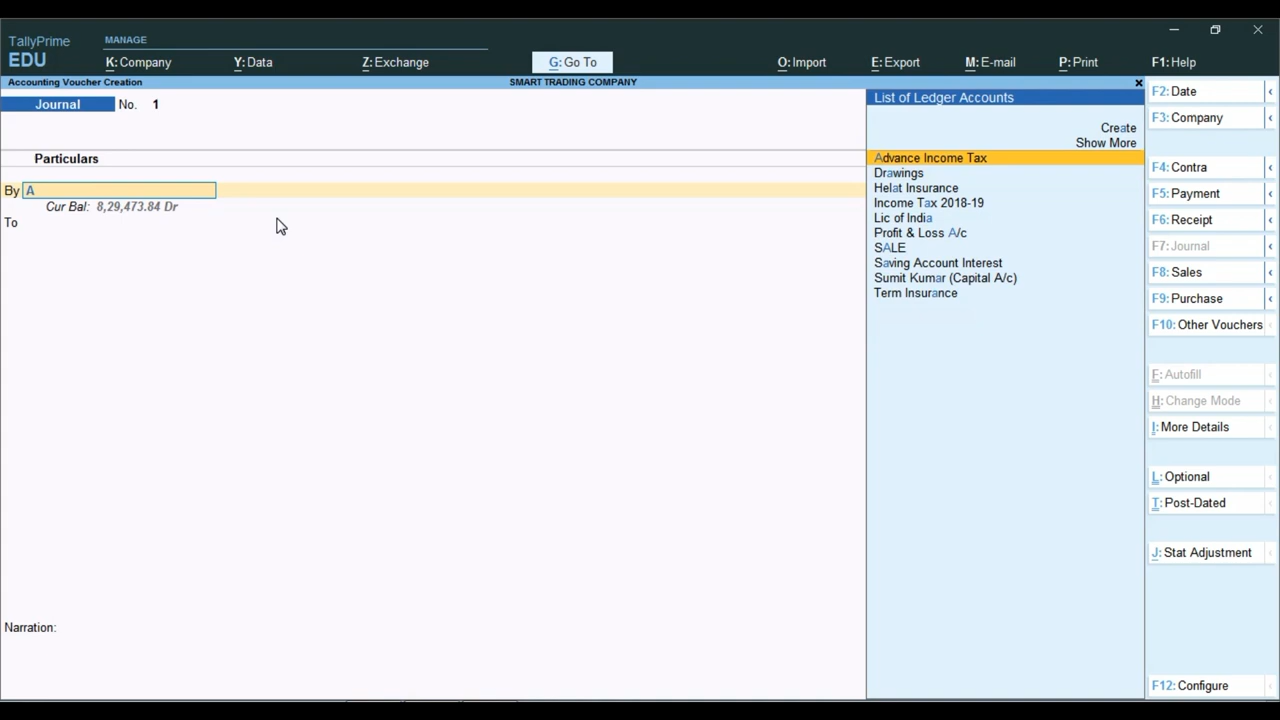 TallyPrime
EDU
MANAGE
K: Company
Y: Data
Z: Exchange
G: Go To
O: Import
E: Export
M: E-mail
P: Print
F1: Help
Accounting Voucher Creation
SMART TRADING COMPANY
Journal No. 1
Particulars
By A
Cur Bal: 8,29,473.84 Dr
To
Narration:
List of Ledger Accounts
Create
Show More
Advance Income Tax
Drawings
Helat Insurance
Income Tax 2018-19
Lic of India
Profit & Loss A/c
SALE
Saving Account Interest
Sumit Kumar (Capital A/c)
Term Insurance
F2: Date
F3: Company
F4: Contra
F5: Payment
F6: Receipt
F7: Journal
F8: Sales
F9: Purchase
F10: Other Vouchers
F: Autofill
H: Change Mode
I: More Details
L: Optional
T: Post-Dated
J: Stat Adjustment
F12: Configure